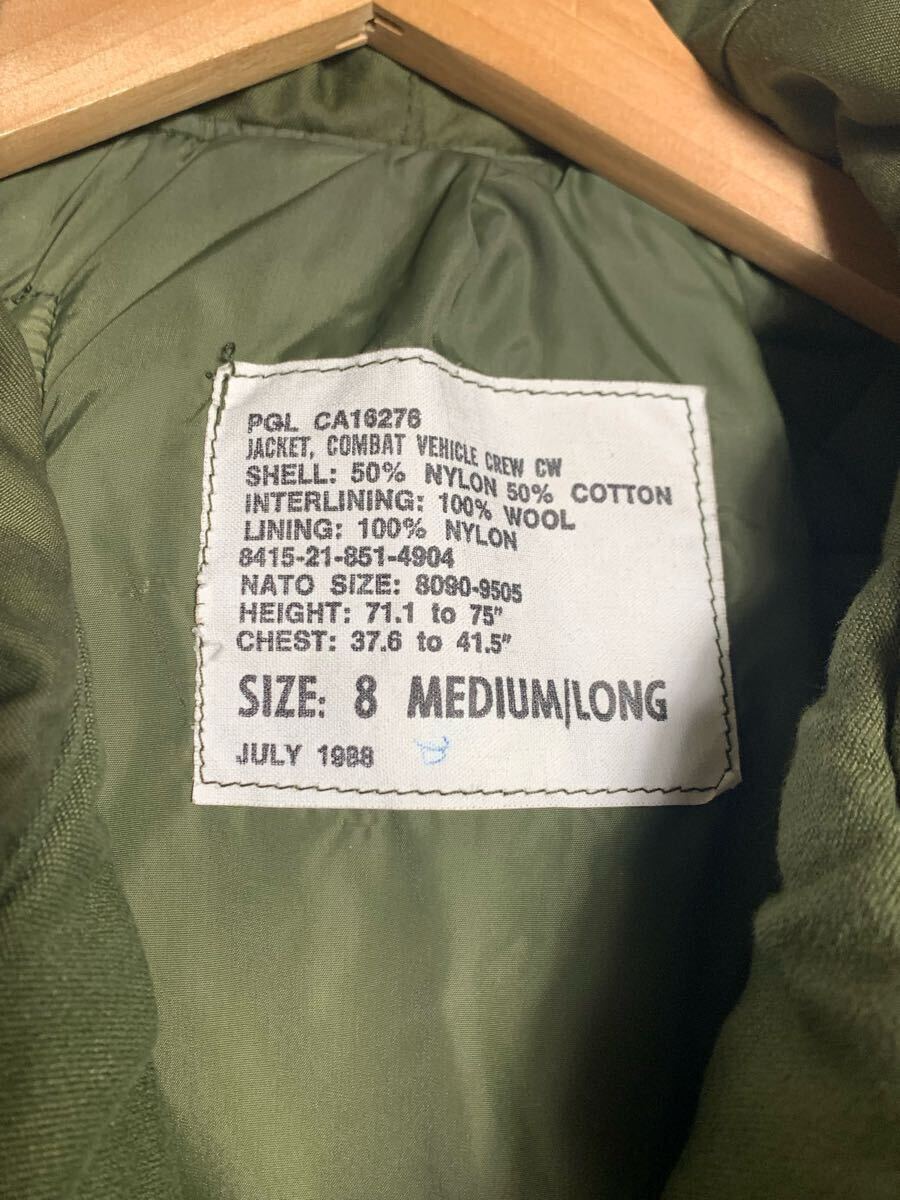 PGL CA16276
JACKET, COMBAT VEHICLE CREW CW
SHELL: 50% NYLON 50% COTTON
INTERLINING: 100% WOOL
LINING: 100% NYLON
8415-21-851-4904
NATO SIZE: 8090-9505
HEIGHT: 71.1 to 75"
CHEST: 37.6 to 41.5"
SIZE: 8 MEDIUM/LONG
JULY 1988